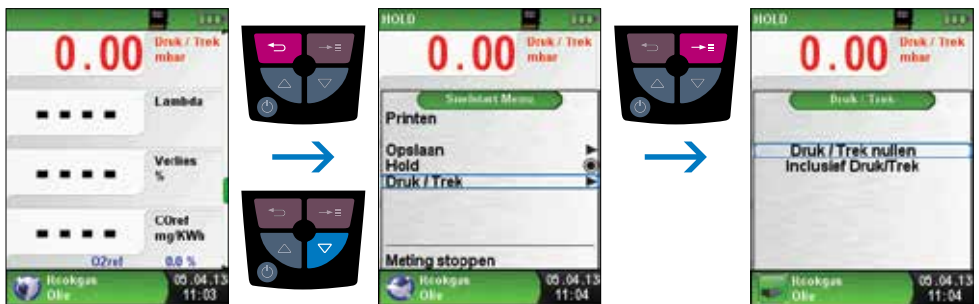 0.00
Druk / Trek
mbar
- - - -
Lambda
- - - -
Verlies
%
- - - -
COref
mg/KWh
O2ref 0.0 %
Rookgas
Olie
05.04.13
11:03
HOLD
0.00
Druk / Trek
mbar
Snelstart Menu
Printen
Opslaan
Hold
Druk / Trek
Meting stoppen
Rookgas
Olie
05.04.13
11:04
HOLD
0.00
Druk / Trek
mbar
Druk / Trek
Druk / Trek nullen
Inclusief Druk/Trek
Rookgas
Olie
05.04.13
11:04